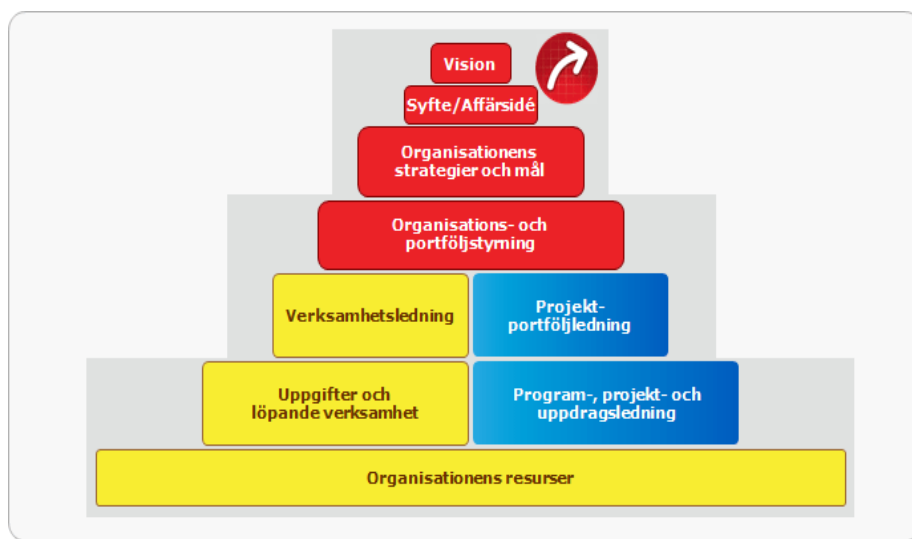 Vision
Syfte/Affärsidé
Organisationens
strategier och mål
Organisations- och
portföljstyrning
Verksamhetsledning
Projekt-
portföljledning
Uppgifter och
löpande verksamhet
Program-, projekt- och
uppdragsledning
Organisationens resurser